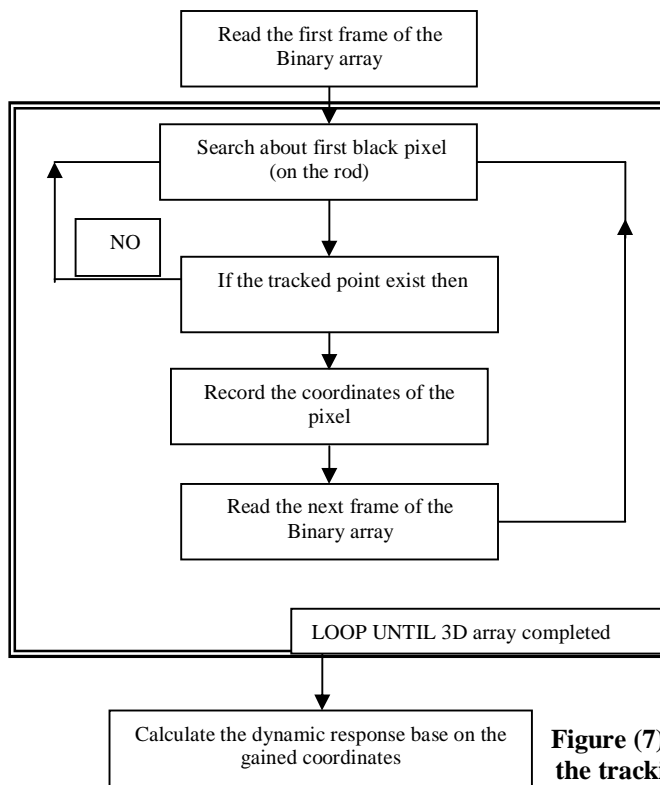 Read the first frame of the
Binary array
Search about first black pixel
(on the rod)
NO
If the tracked point exist then
Record the coordinates of the
pixel
Read the next frame of the
Binary array
LOOP UNTIL 3D array completed
Calculate the dynamic response base on the
gained coordinates
Figure (7)
the tracki